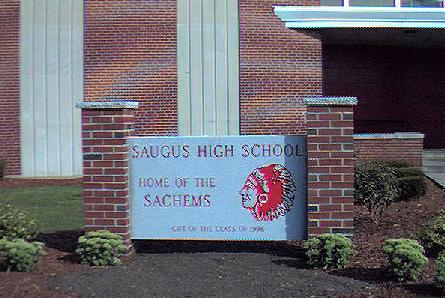 SAUGUS HIGH SCHOOL
HOME OF THE
SACHEMS
GIFT OF THE CLASS OF 1996